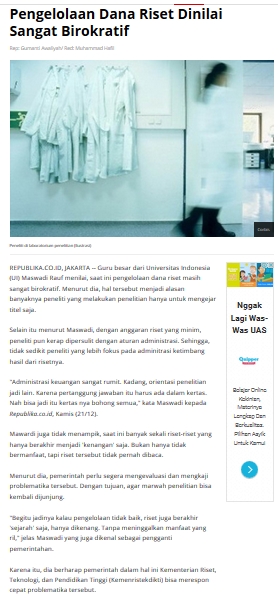 Pengelolaan Dana Riset Dinilai
Sangat Birokratif
Rep: Gumanti Awaliyah/ Red: Muhammad Hafil
Corbis
Peneliti di laboratorium penelitian (ilustrasi)
REPUBLIKA.CO.ID, JAKARTA -- Guru besar dari Universitas Indonesia
(UI) Maswadi Rauf menilai, saat ini pengelolaan dana riset masih
sangat birokratif. Menurut dia, hal tersebut menjadi alasan
banyaknya peneliti yang melakukan penelitian hanya untuk mengejar
titel saja.
Selain itu menurut Maswadi, dengan anggaran riset yang minim,
peneliti pun kerap dipersulit dengan aturan administrasi. Sehingga,
tidak sedikit peneliti yang lebih fokus pada administrasi ketimbang
hasil dari risetnya.
"Administrasi keuangan sangat rumit. Kadang, orientasi penelitian
jadi lain. Karena pertanggung jawaban itu harus ada dalam kertas.
Nah bisa jadi itu kertas nya bohong semua," kata Maswadi kepada
Republika.co.id, Kamis (21/12).
Mawardi juga tidak menampik, saat ini banyak sekali riset-riset yang
hanya berakhir menjadi 'kenangan' saja. Bukan hanya tidak
bermanfaat, tapi riset tersebut tidak pernah dibaca.
Menurut dia, pemerintah perlu segera mengevaluasi dan mengkaji
problematika tersebut. Dengan tujuan, agar marwah penelitian bisa
kembali dijunjung.
"Begitu jadinya kalau pengelolaan tidak baik, riset juga berakhir
'sejarah' saja, hanya dikenang. Tanpa meninggalkan manfaat yang
ril," jelas Maswadi yang juga dikenal sebagai pengganti
pemerintahan.
Karena itu, dia berharap pemerintah dalam hal ini Kementerian Riset,
Teknologi, dan Pendidikan Tinggi (Kemenristekdikti) bisa merespon
cepat problematika tersebut.
Nggak
Lagi Was-
Was UAS
Quipper
Belajar Online
Kekinian,
Materinya
Lengkap Dan
Berkualitas.
Pilihan Asyik
Untuk Kamu!